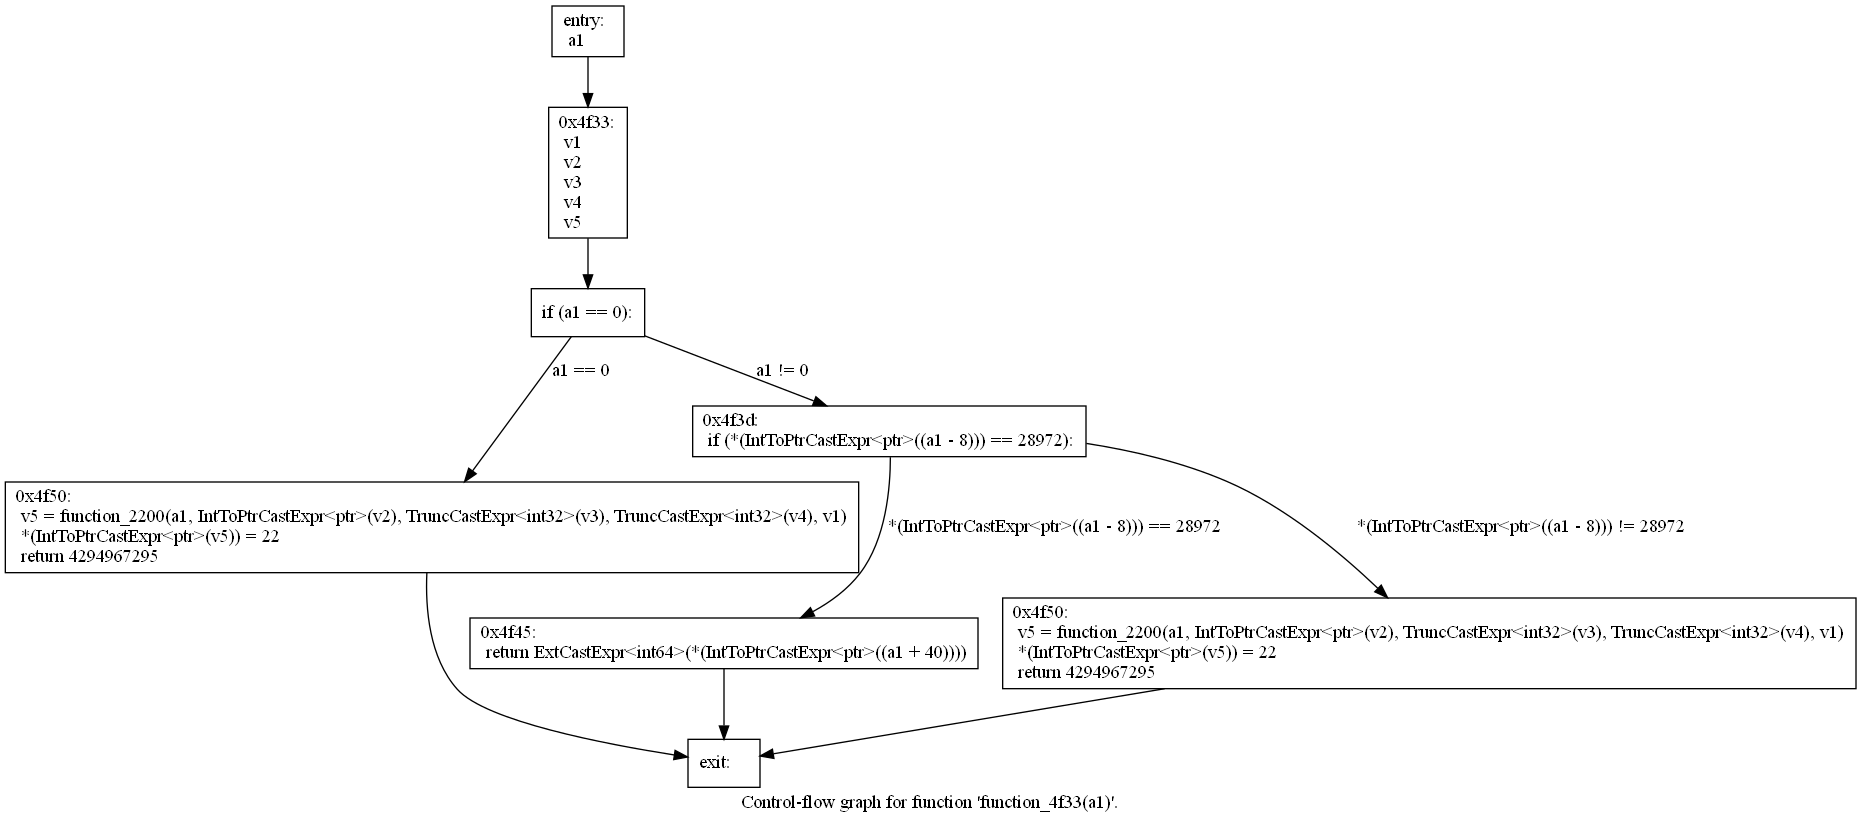 entry:
a1
0x4f33:
v1
v2
v3
v4
v5
if (a1 == 0):
a1 == 0
a1 != 0
0x4f3d:
if (*(IntToPtrCastExpr<ptr>((a1 - 8))) == 28972):
0x4f50:
v5 = function_2200(a1, IntToPtrCastExpr<ptr>(v2), TruncCastExpr<int32>(v3), TruncCastExpr<int32>(v4), v1)
*(IntToPtrCastExpr<ptr>(v5)) = 22
return 4294967295
*(IntToPtrCastExpr<ptr>((a1 - 8))) == 28972
*(IntToPtrCastExpr<ptr>((a1 - 8))) != 28972
0x4f45:
return ExtCastExpr<int64>(*(IntToPtrCastExpr<ptr>((a1 + 40))))
0x4f50:
v5 = function_2200(a1, IntToPtrCastExpr<ptr>(v2), TruncCastExpr<int32>(v3), TruncCastExpr<int32>(v4), v1)
*(IntToPtrCastExpr<ptr>(v5)) = 22
return 4294967295
exit:
Control-flow graph for function 'function_4f33(a1)'.